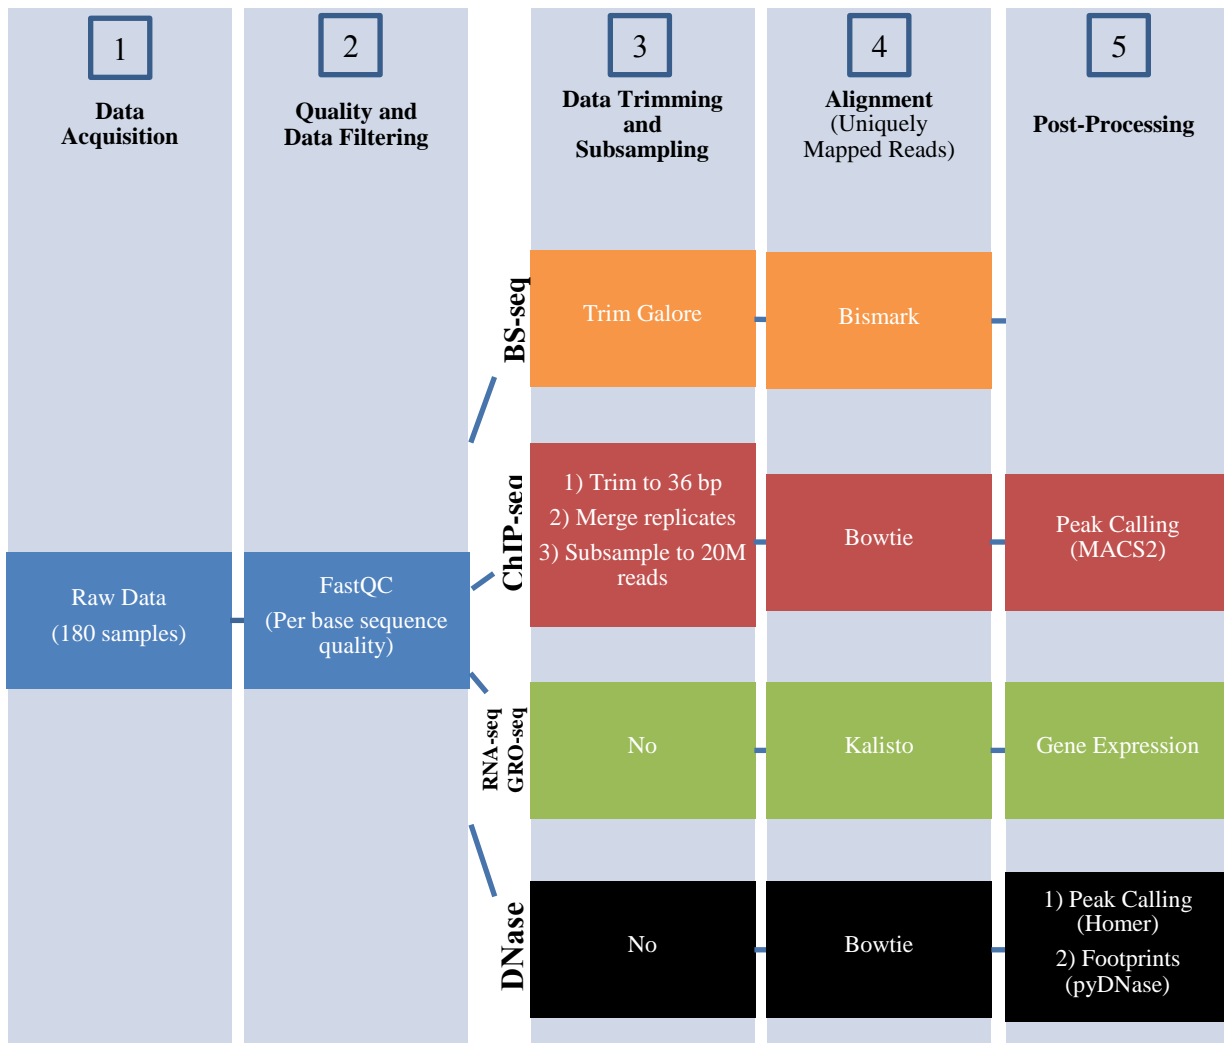 1
Data
Acquisition
2
Quality and
Data Filtering
3
Data Trimming
and
Subsampling
4
Alignment
(Uniquely
Mapped Reads)
5
Post-Processing
Raw Data
(180 samples)
FastQC
(Per base sequence
quality)
BS-seq
Trim Galore
Bismark
ChIP-seq
1) Trim to 36 bp
2) Merge replicates
3) Subsample to 20M
reads
Bowtie
Peak Calling
(MACS2)
RNA-seq
GRO-seq
No
Kalisto
Gene Expression
DNase
No
Bowtie
1) Peak Calling
(Homer)
2) Footprints
(pyDNase)